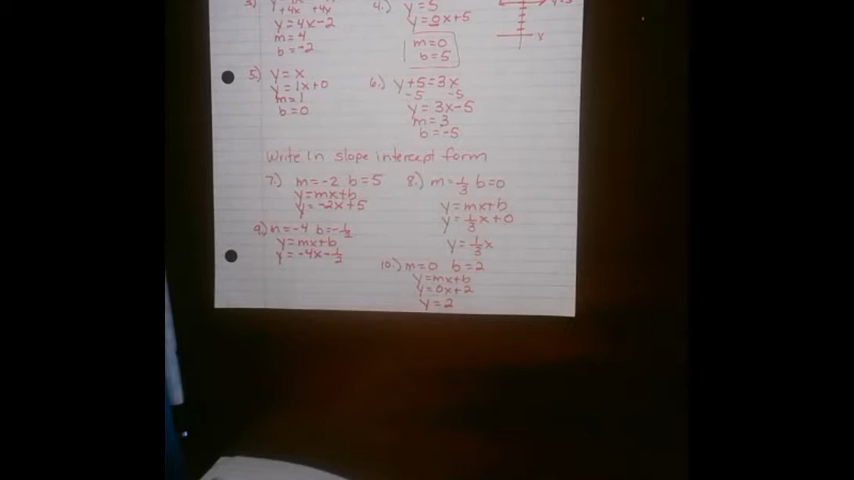 3.)
+4x +4x
y = 4x-2
m = 4
b = -2
4.) y = 5
y = 0x+5
m = 0
b = 5
x
5.) y = x
y = 1x+0
m = 1
b = 0
6.) y+5 = 3x
-5 -5
y = 3x-5
m = 3
b = -5
Write in slope intercept form
7.) m = -2 b = 5
y = mx+b
y = -2x+5
8.) m = 1/3 b = 0
y = mx+b
y = 1/3x+0
y = 1/3x
9.) m = -4 b = -1/2
y = mx+b
y = -4x-1/2
10.) m = 0 b = 2
y = mx+b
y = 0x+2
y = 2